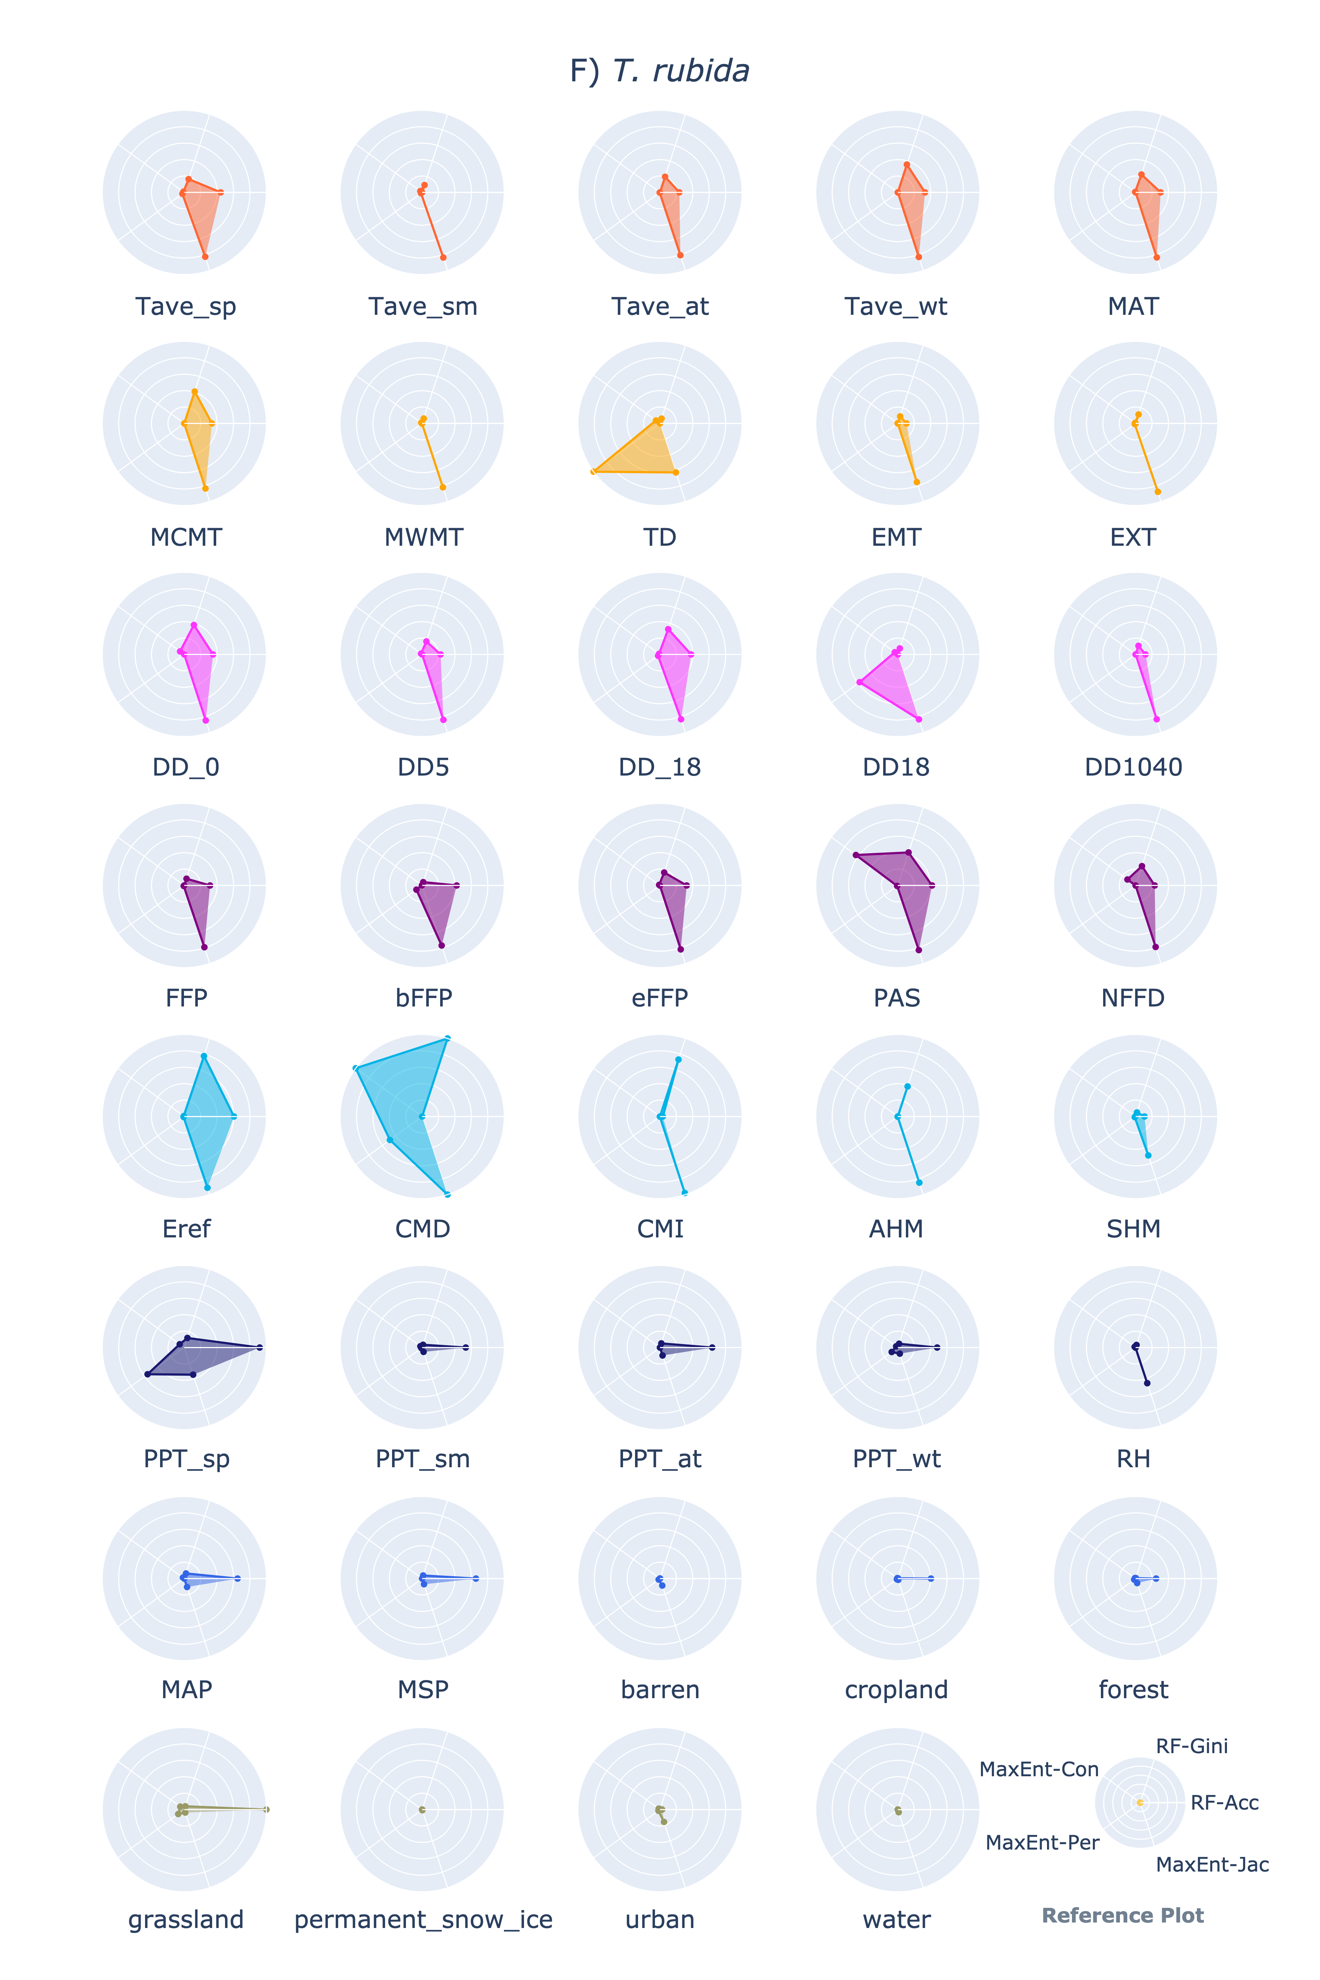 F) T. rubida
Tave_sp Tave_sm Tave_at Tave_wt MAT
MCMT MWMT TD EMT EXT
DD_0 DD5 DD_18 DD18 DD1040
FFP bFFP eFFP PAS NFFD
Eref CMD CMI AHM SHM
PPT_sp PPT_sm PPT_at PPT_wt RH
MAP MSP barren cropland forest
RF-Gini
MaxEnt-Con
RF-Acc
MaxEnt-Per
MaxEnt-Jac
grassland permanent_snow_ice urban water Reference Plot